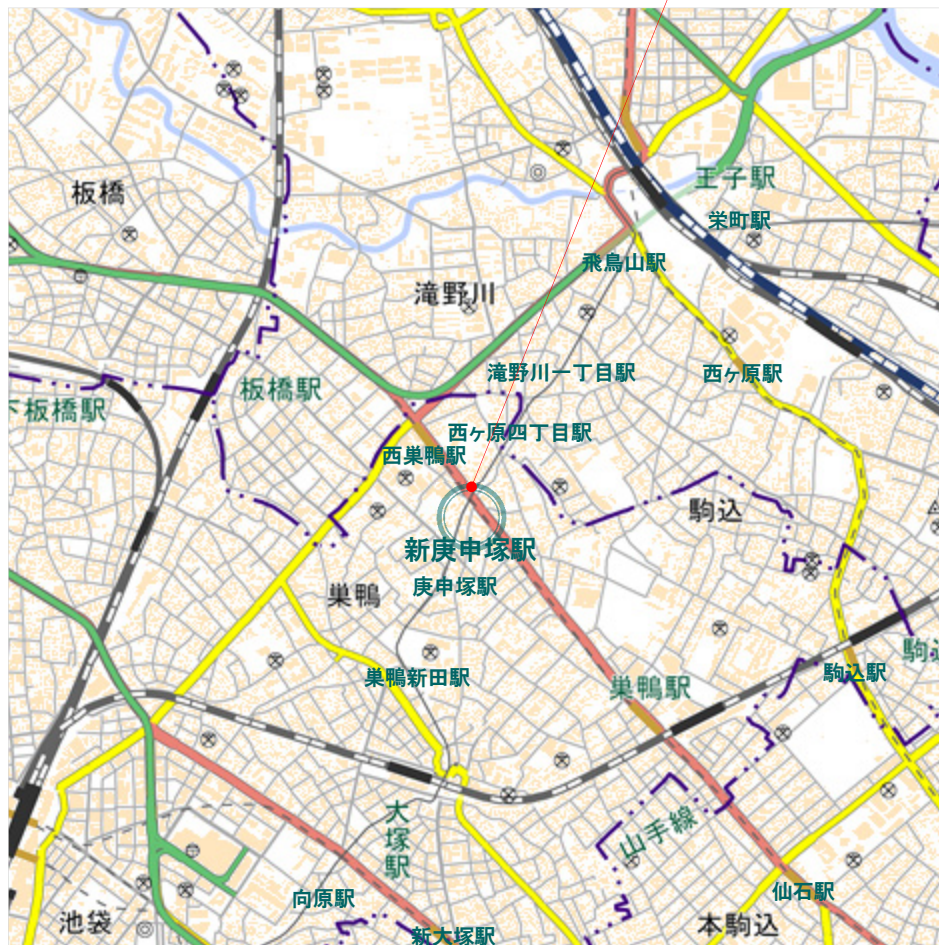 王子駅
板橋
栄町駅
飛鳥山駅
滝野川
滝野川一丁目駅
西ヶ原駅
板橋駅
下板橋駅
西ヶ原四丁目駅
西巣鴨駅
駒込
新庚申塚駅
庚申塚駅
巣鴨
駒込
駒込駅
巣鴨新田駅
巣鴨駅
大塚駅
山手線
向原駅
仙石駅
池袋
本駒込
新大塚駅